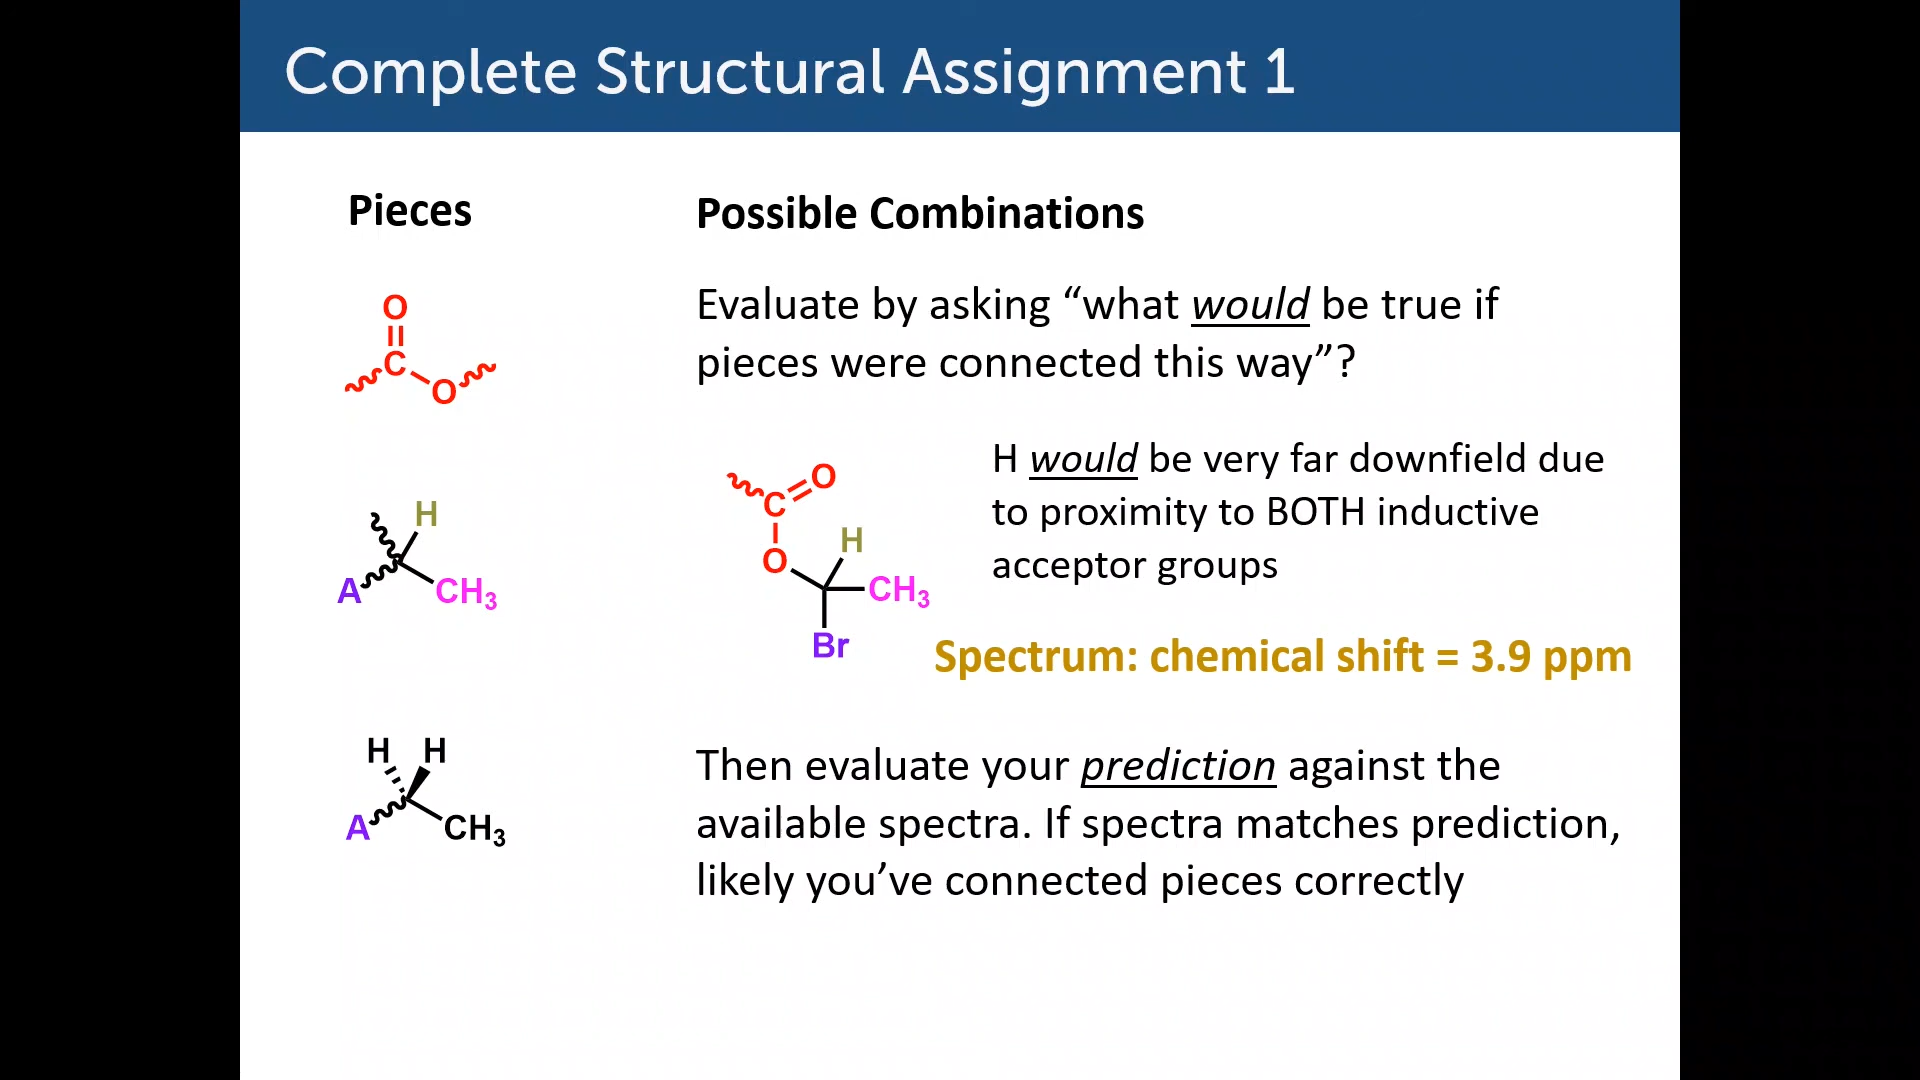 Complete Structural Assignment 1
Pieces
Possible Combinations
O
C
O
Evaluate by asking “what would be true if
pieces were connected this way”?
H
A
CH3
C
O
O
H
CH3
Br
H would be very far downfield due
to proximity to BOTH inductive
acceptor groups
Spectrum: chemical shift = 3.9 ppm
H H
A
CH3
Then evaluate your prediction against the
available spectra. If spectra matches prediction,
likely you’ve connected pieces correctly